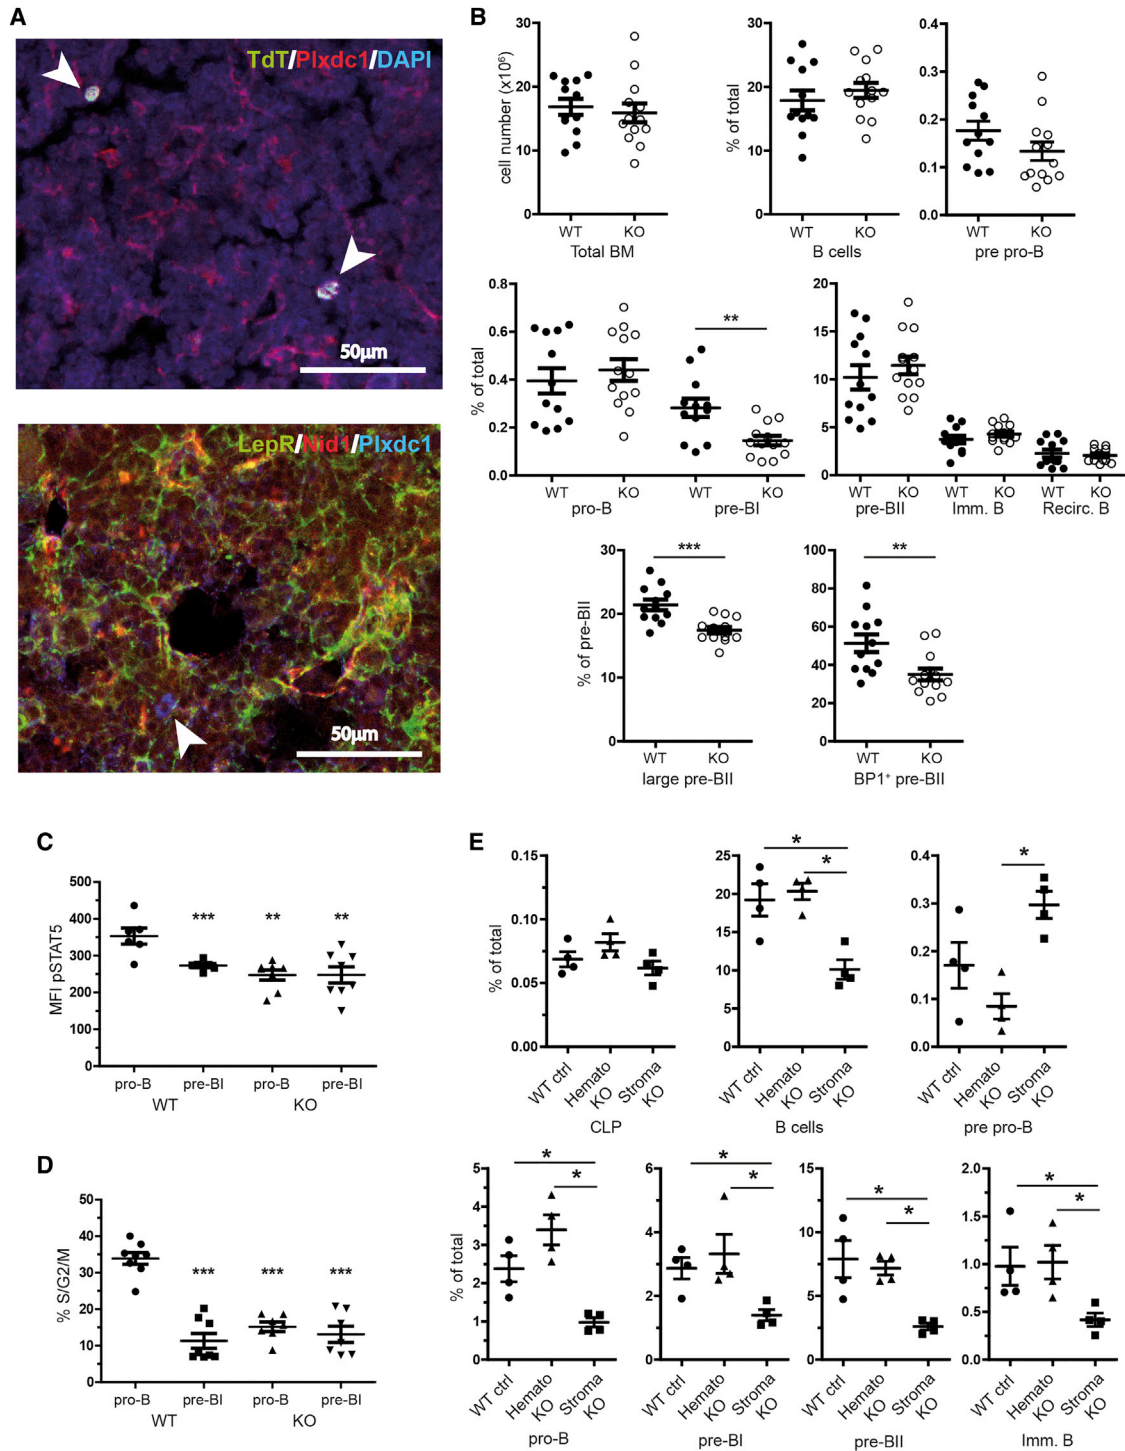 A
TdT/Plxdc1/DAPI
50μm
LepR/Nid1/Plxdc1
50μm
B
cell number (x10⁶)
30
20
10
0
WT KO
Total BM
% of total
30
20
10
0
WT KO
B cells
0.4
0.3
0.2
0.1
0.0
WT KO
pre pro-B
% of total
0.8
0.6
0.4
0.2
0.0
**
WT KO WT KO
pro-B pre-BI
20
15
10
5
0
WT KO WT KO WT KO
pre-BII Imm. B Recirc. B
% of pre-BII
30
20
10
0
***
WT KO
large pre-BII
100
80
60
40
20
0
**
WT KO
BP1⁺ pre-BII
C
MFI pSTAT5
500
400
300
200
100
0
*** ** **
pro-B pre-BI pro-B pre-BI
WT KO
D
% S/G2/M
50
40
30
20
10
0
*** *** ***
pro-B pre-BI pro-B pre-BI
WT KO
E
% of total
0.15
0.10
0.05
0.00
WT ctrl
Hemato KO
Stroma KO
CLP
25
20
15
10
5
0
*
*
WT ctrl
Hemato KO
Stroma KO
B cells
0.4
0.3
0.2
0.1
0.0
*
WT ctrl
Hemato KO
Stroma KO
pre pro-B
% of total
5
4
3
2
1
0
*
*
WT ctrl
Hemato KO
Stroma KO
pro-B
6
4
2
0
*
*
WT ctrl
Hemato KO
Stroma KO
pre-BI
15
10
5
0
*
*
WT ctrl
Hemato KO
Stroma KO
pre-BII
2.0
1.5
1.0
0.5
0.0
*
*
WT ctrl
Hemato KO
Stroma KO
Imm. B